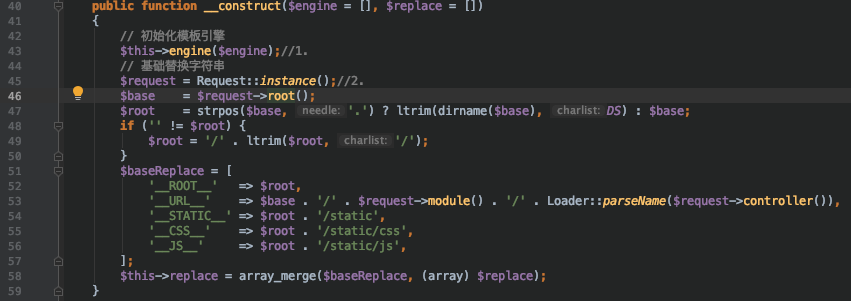 40 public function __construct($engine = [], $replace = [])
41 {
42 // 初始化模板引擎
43 $this->engine($engine);//1.
44 // 基础替换字符串
45 $request = Request::instance();//2.
46 $base    = $request->root();
47 $root    = strpos($base, needle: '.') ? ltrim(dirname($base), charlist: DS) : $base;
48 if ('' != $root) {
49 $root = '/' . ltrim($root, charlist: '/');
50 }
51 $baseReplace = [
52 '__ROOT__'   => $root,
53 '__URL__'    => $base . '/' . $request->module() . '/' . Loader::parseName($request->controller()),
54 '__STATIC__' => $root . '/static',
55 '__CSS__'    => $root . '/static/css',
56 '__JS__'     => $root . '/static/js',
57 ];
58 $this->replace = array_merge($baseReplace, (array) $replace);
59 }